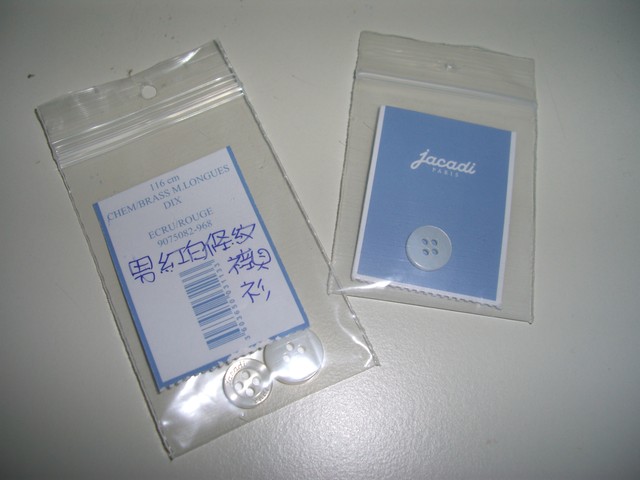 116 cm
CHEM/BRASS M.LONGUES
DIX
ECRU/ROUGE
9075082-968
男紅白條紋
襯
衫
jacadi
PARIS
jacadi